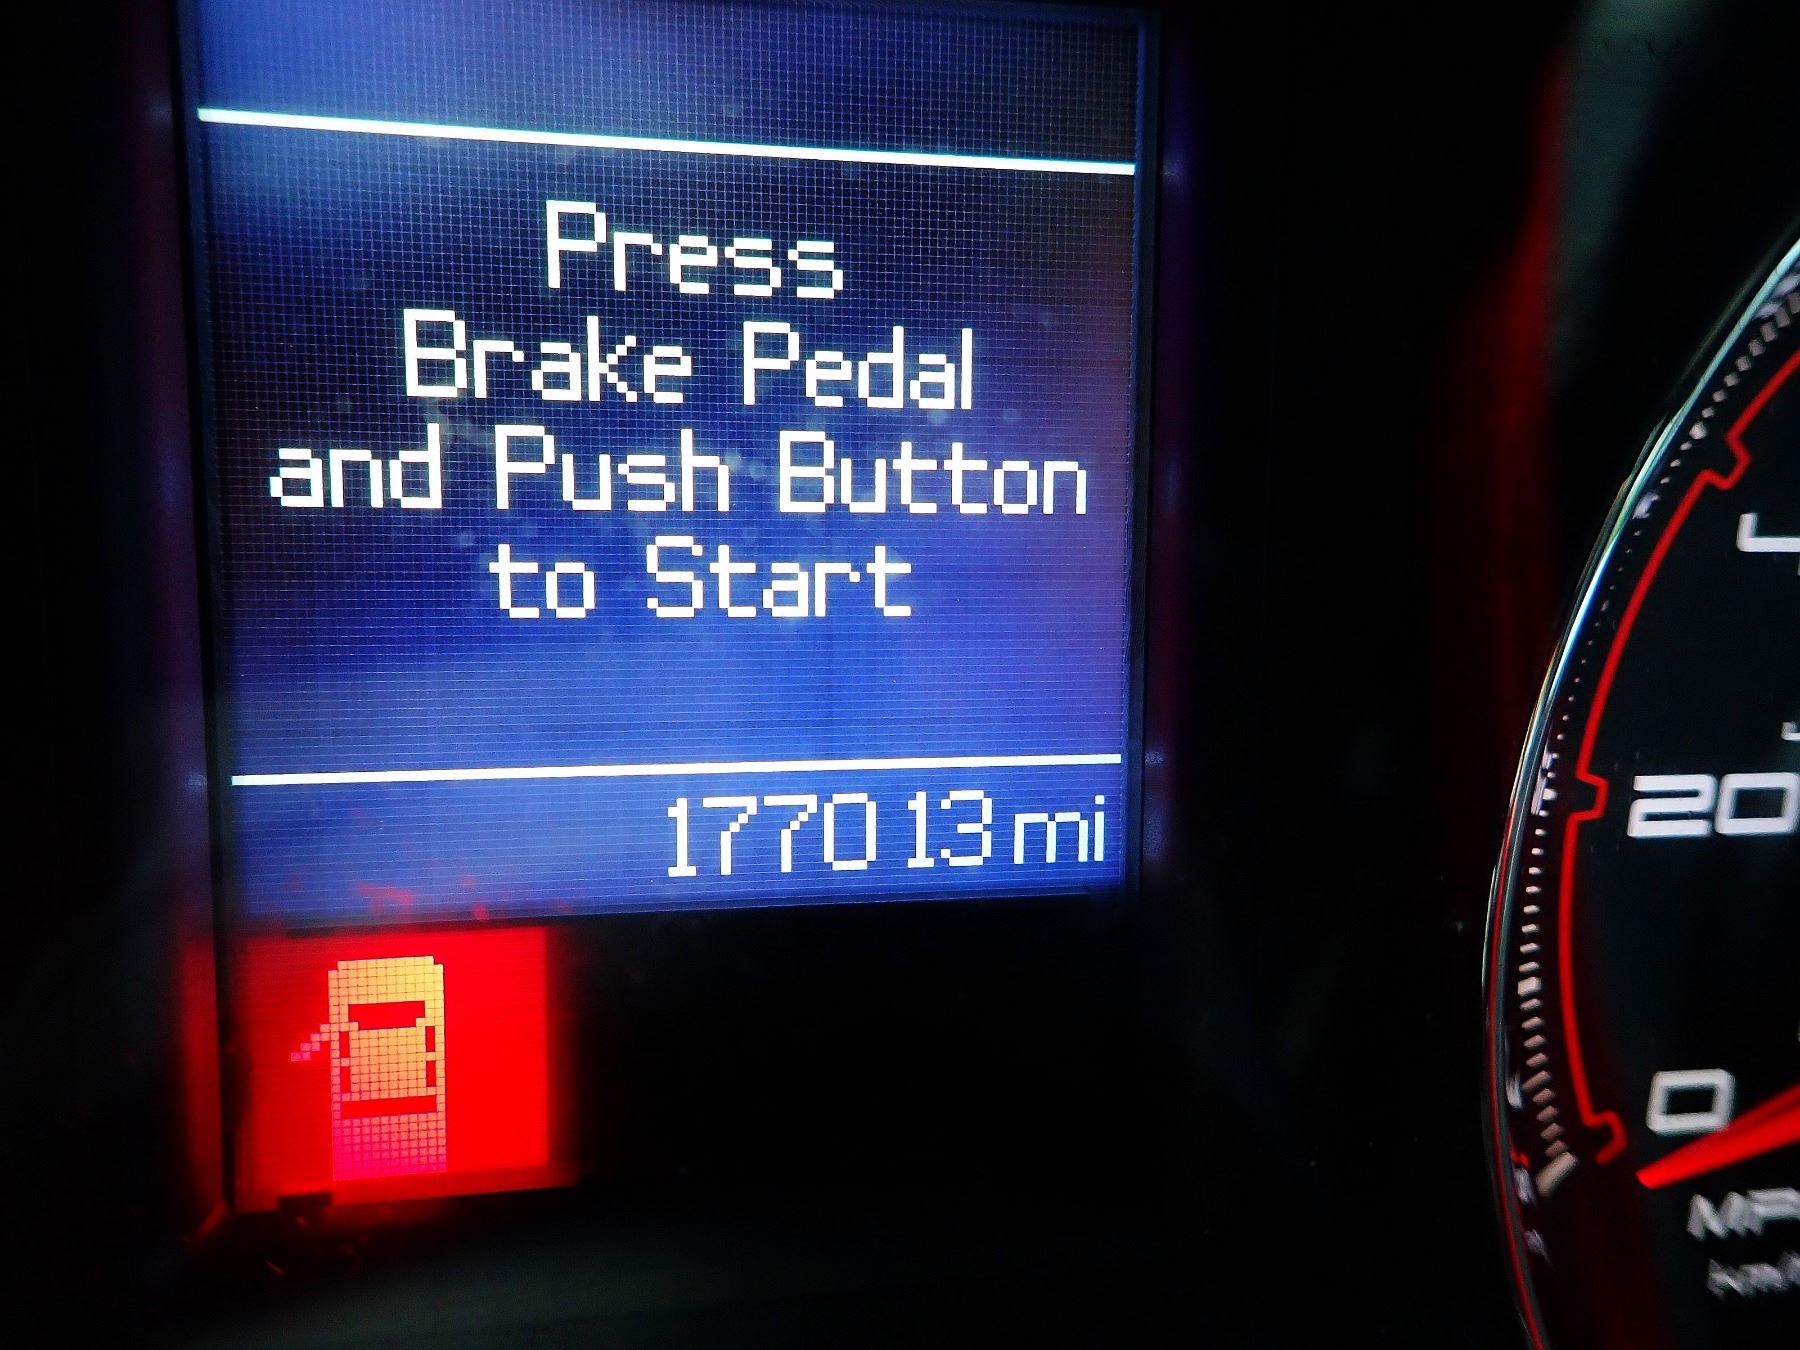 Press
Brake Pedal
and Push Button
to Start
177013 mi
20
0